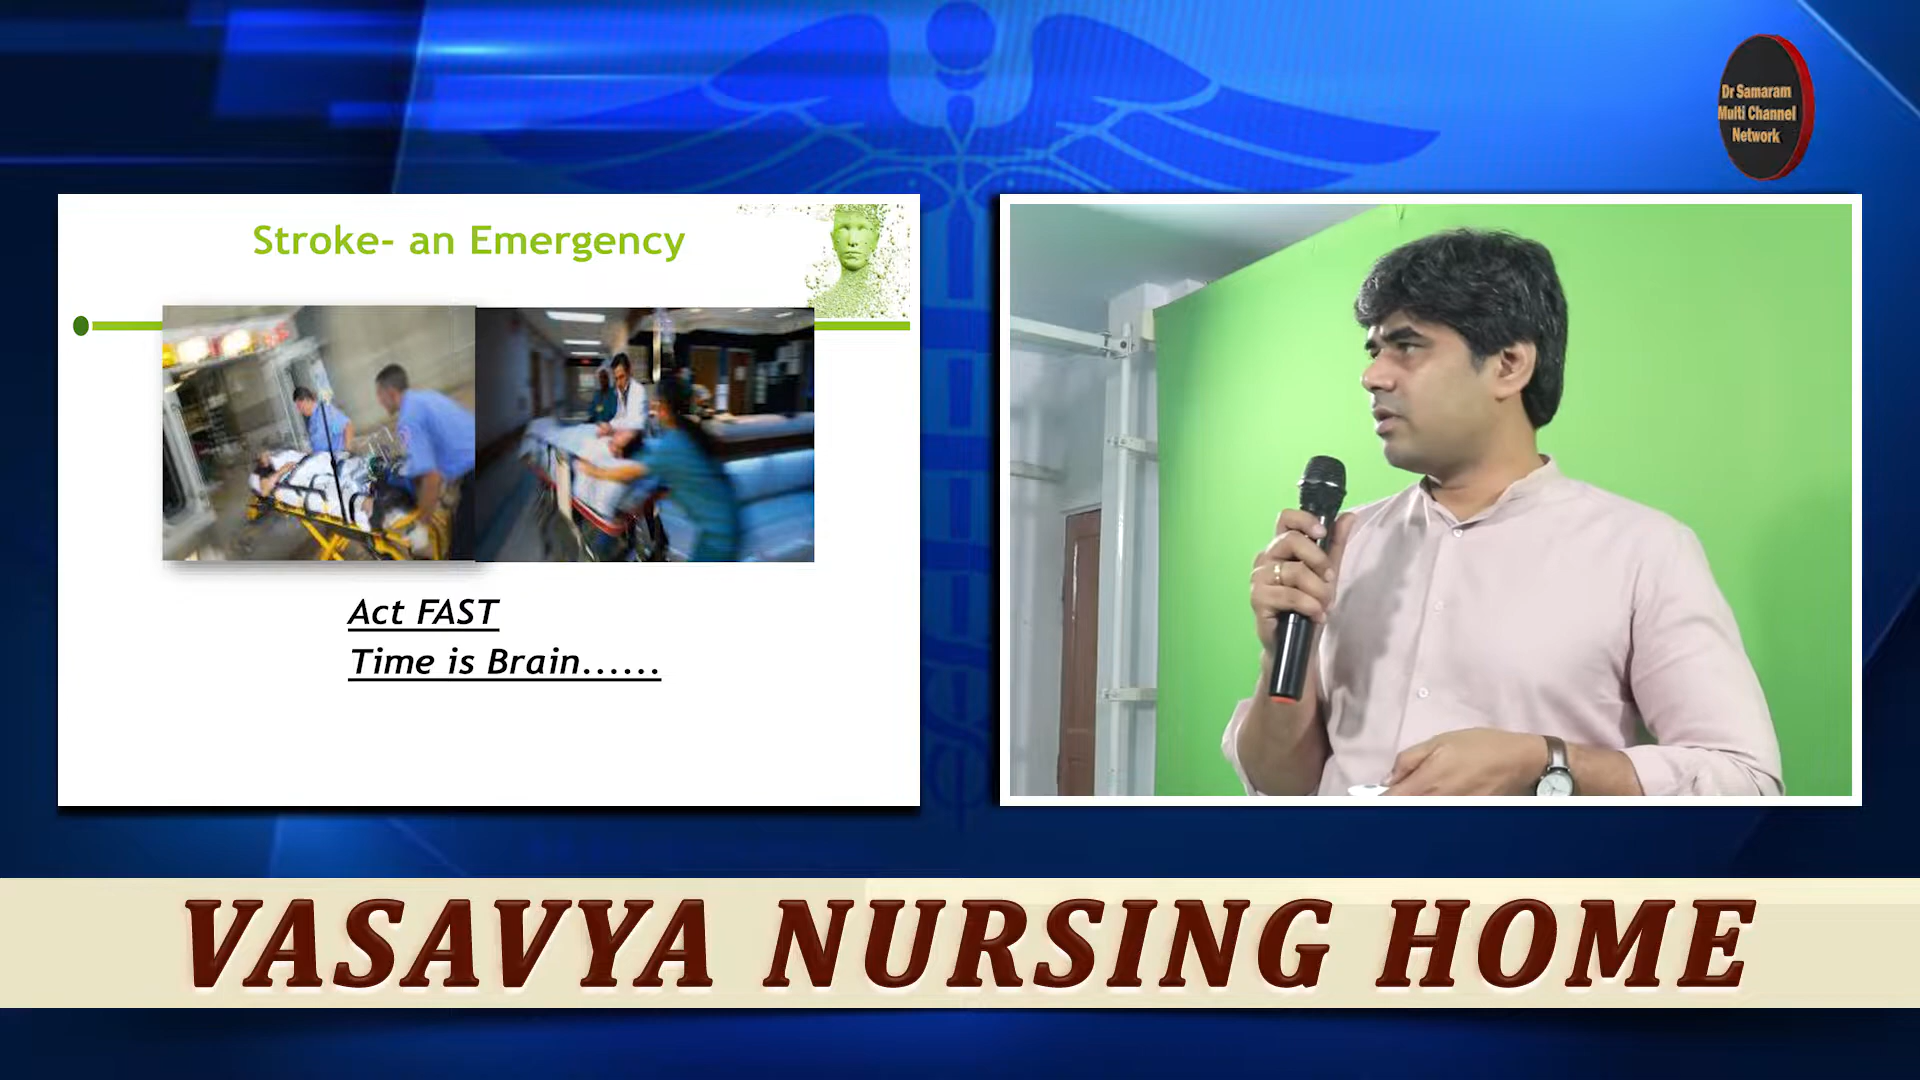 Dr Samaram
Multi Channel
Network
Stroke- an Emergency
Act FAST
Time is Brain......
VASAVYA NURSING HOME